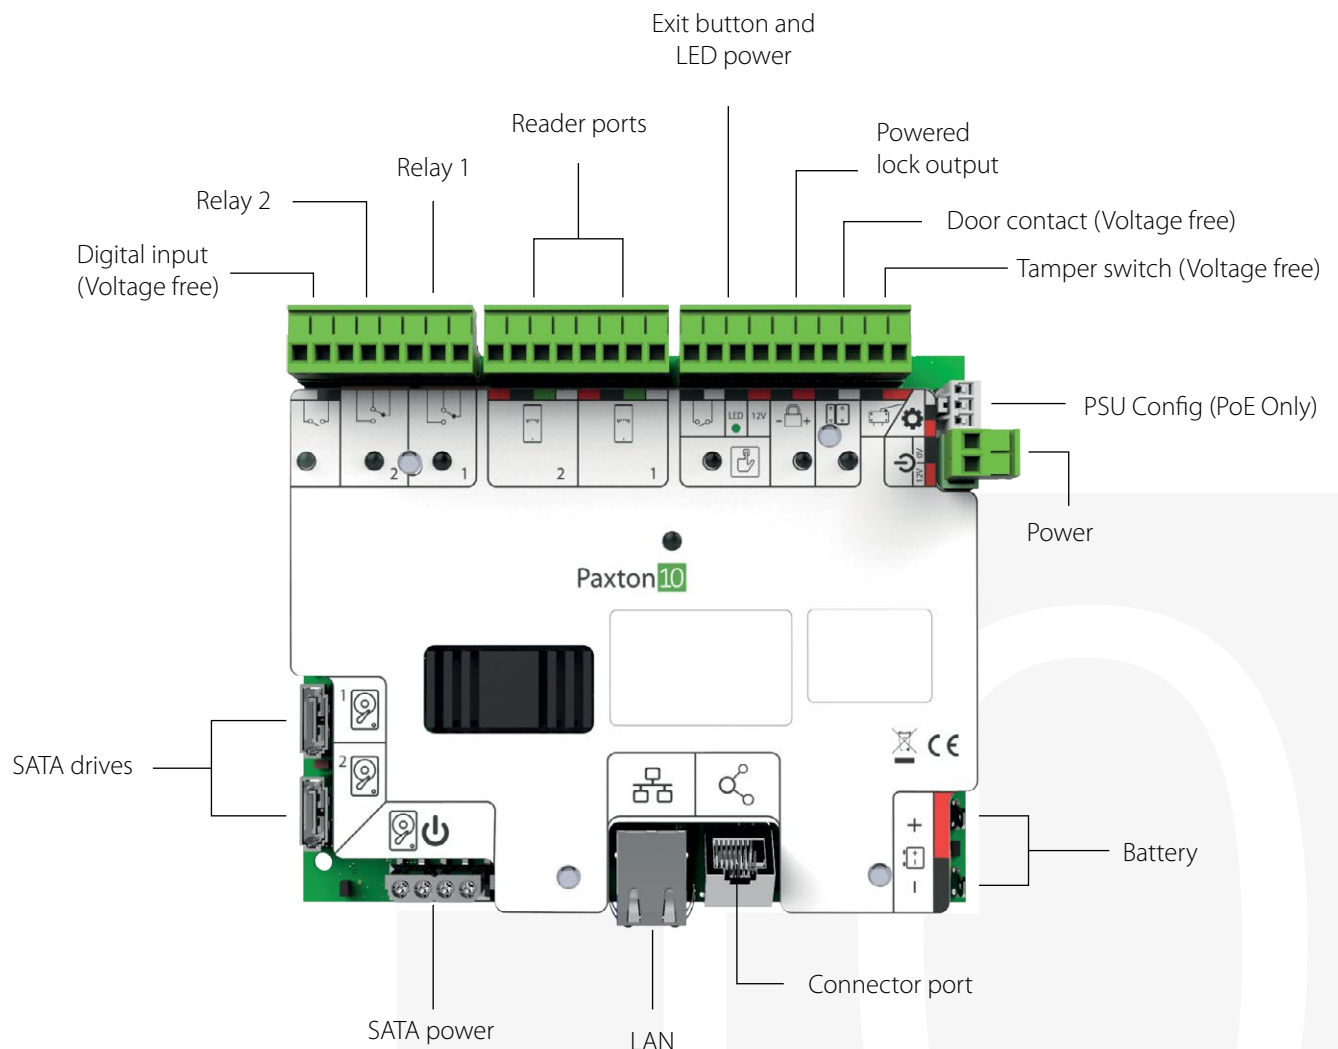 Exit button and
LED power
Reader ports
Powered
lock output
Relay 1
Relay 2
Door contact (Voltage free)
Digital input
(Voltage free)
Tamper switch (Voltage free)
PSU Config (PoE Only)
LED 12V
- +
2 1
2 1
12V 0V
Power
Paxton 10
1
2
SATA drives
CE
+
-
Battery
Connector port
SATA power
LAN